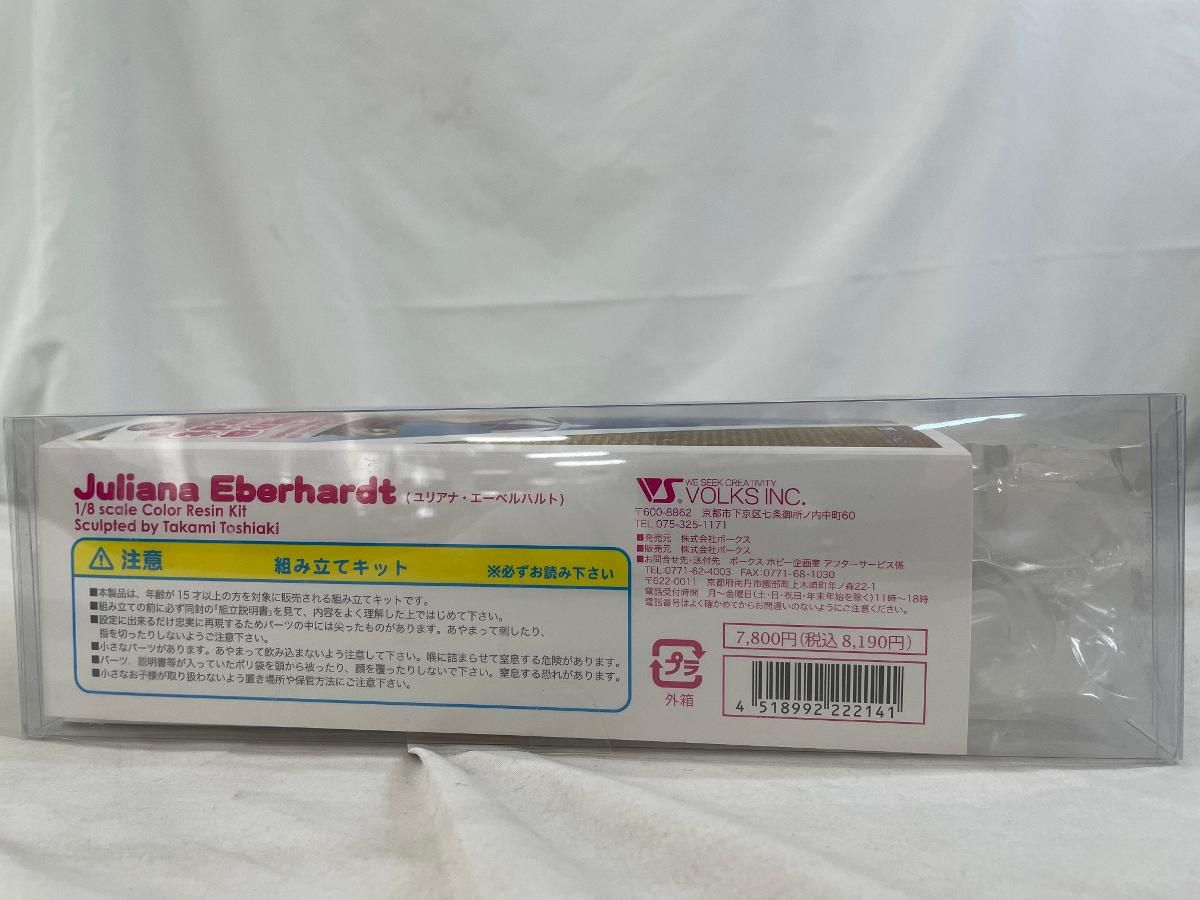 Juliana Eberhardt (ユリアナ・エーベルハルト)
1/8 scale Color Resin Kit
Sculpted by Takami Toshiaki
注意 組み立てキット ※必ずお読み下さい
■本製品は、年齢が15才以上の方を対象に販売される組み立てキットです。
■組み立ての前に必ず同封の「組立説明書」を見て、内容をよく理解した上ではじめて下さい。
■設定に出来るだけ忠実に再現するためパーツの中には尖ったものがあります。あやまって刺したり、
指を切ったりしないようご注意下さい。
■小さなパーツがあります。あやまって飲み込まないよう注意して下さい。喉に詰まらせて窒息する危険があります。
■パーツ、説明書等が入っていたポリ袋を頭から被ったり、顔を覆ったりしないで下さい。窒息する恐れがあります。
■小さなお子様が取り扱わないよう置き場所や保管方法にご注意下さい。
VS WE SEEK CREATIVITY
VOLKS INC.
〒600-8862 京都市下京区七条御所ノ内中町60
TEL 075-325-1171
■発売元 株式会社ボークス
■販売元 株式会社ボークス
■お問合せ先・送付先 ボークス ホビー企画室 アフターサービス係
TEL:0771-62-4003 FAX:0771-68-1030
〒622-0011 京都府南丹市園部町上木崎町年ノ森22-1
電話受付時間 月〜金曜日(土・日・祝日・年末年始を除く)11時〜18時
電話番号はよく確かめてからお間違いのないようにご注意ください。
プラ
外箱
7,800円(税込8,190円)
4 518992 222141